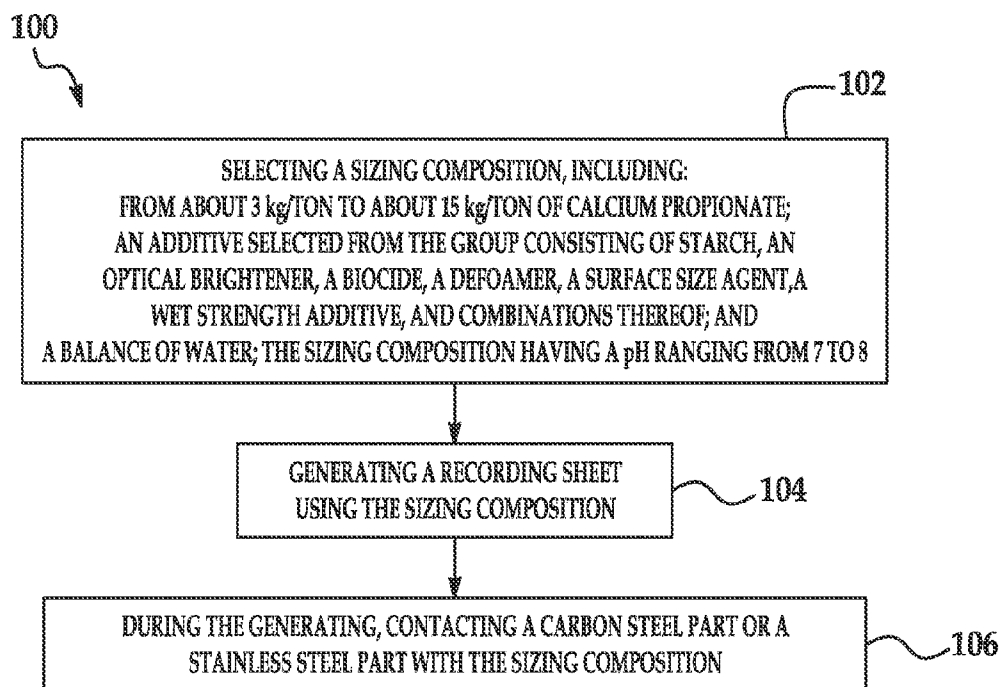 100
102
SELECTING A SIZING COMPOSITION, INCLUDING:
FROM ABOUT 3 kg/TON TO ABOUT 15 kg/TON OF CALCIUM PROPIONATE;
AN ADDITIVE SELECTED FROM THE GROUP CONSISTING OF STARCH, AN
OPTICAL BRIGHTENER, A BIOCIDE, A DEFOAMER, A SURFACE SIZE AGENT,A
WET STRENGTH ADDITIVE, AND COMBINATIONS THEREOF; AND
A BALANCE OF WATER; THE SIZING COMPOSITION HAVING A pH RANGING FROM 7 TO 8
GENERATING A RECORDING SHEET
USING THE SIZING COMPOSITION
104
DURING THE GENERATING, CONTACTING A CARBON STEEL PART OR A
STAINLESS STEEL PART WITH THE SIZING COMPOSITION
106